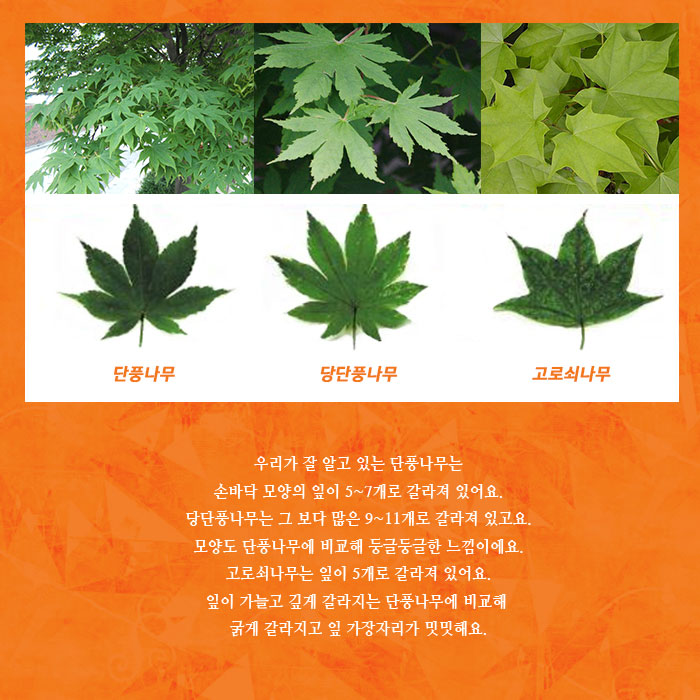 단풍나무
당단풍나무
고로쇠나무
우리가 잘 알고 있는 단풍나무는
손바닥 모양의 잎이 5~7개로 갈라져 있어요.
당단풍나무는 그 보다 많은 9~11개로 갈라져 있고요.
모양도 단풍나무에 비교해 둥글둥글한 느낌이에요.
고로쇠나무는 잎이 5개로 갈라져 있어요.
잎이 가늘고 깊게 갈라지는 단풍나무에 비교해
굵게 갈라지고 잎 가장자리가 밋밋해요.